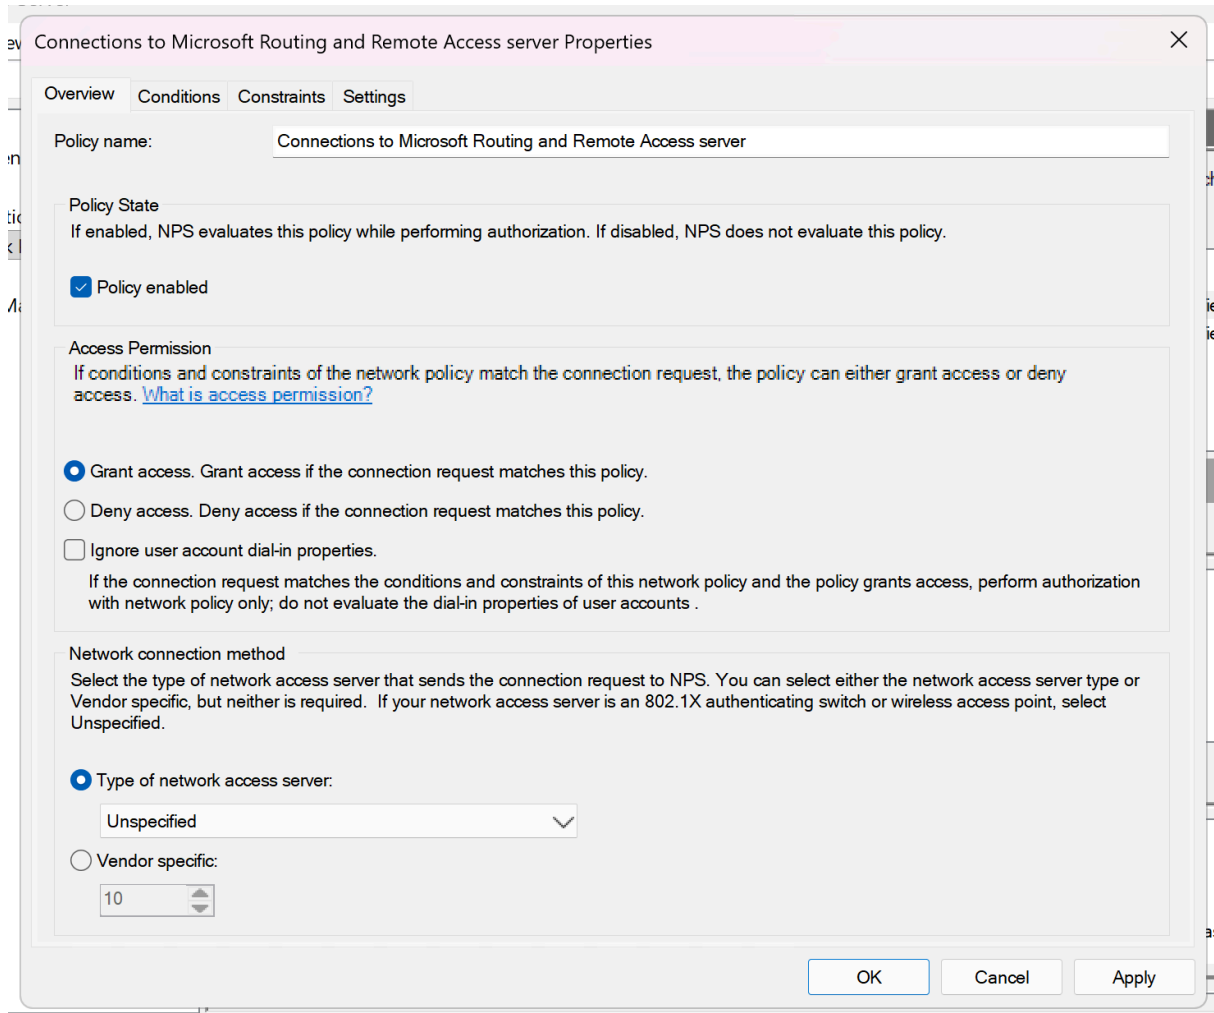 Connections to Microsoft Routing and Remote Access server Properties
Overview
Conditions
Constraints
Settings
Policy name:
Connections to Microsoft Routing and Remote Access server
Policy State
If enabled, NPS evaluates this policy while performing authorization. If disabled, NPS does not evaluate this policy.
Policy enabled
Access Permission
If conditions and constraints of the network policy match the connection request, the policy can either grant access or deny
access. What is access permission?
Grant access. Grant access if the connection request matches this policy.
Deny access. Deny access if the connection request matches this policy.
Ignore user account dial-in properties.
If the connection request matches the conditions and constraints of this network policy and the policy grants access, perform authorization
with network policy only; do not evaluate the dial-in properties of user accounts .
Network connection method
Select the type of network access server that sends the connection request to NPS. You can select either the network access server type or
Vendor specific, but neither is required.  If your network access server is an 802.1X authenticating switch or wireless access point, select
Unspecified.
Type of network access server:
Unspecified
Vendor specific:
10
OK
Cancel
Apply